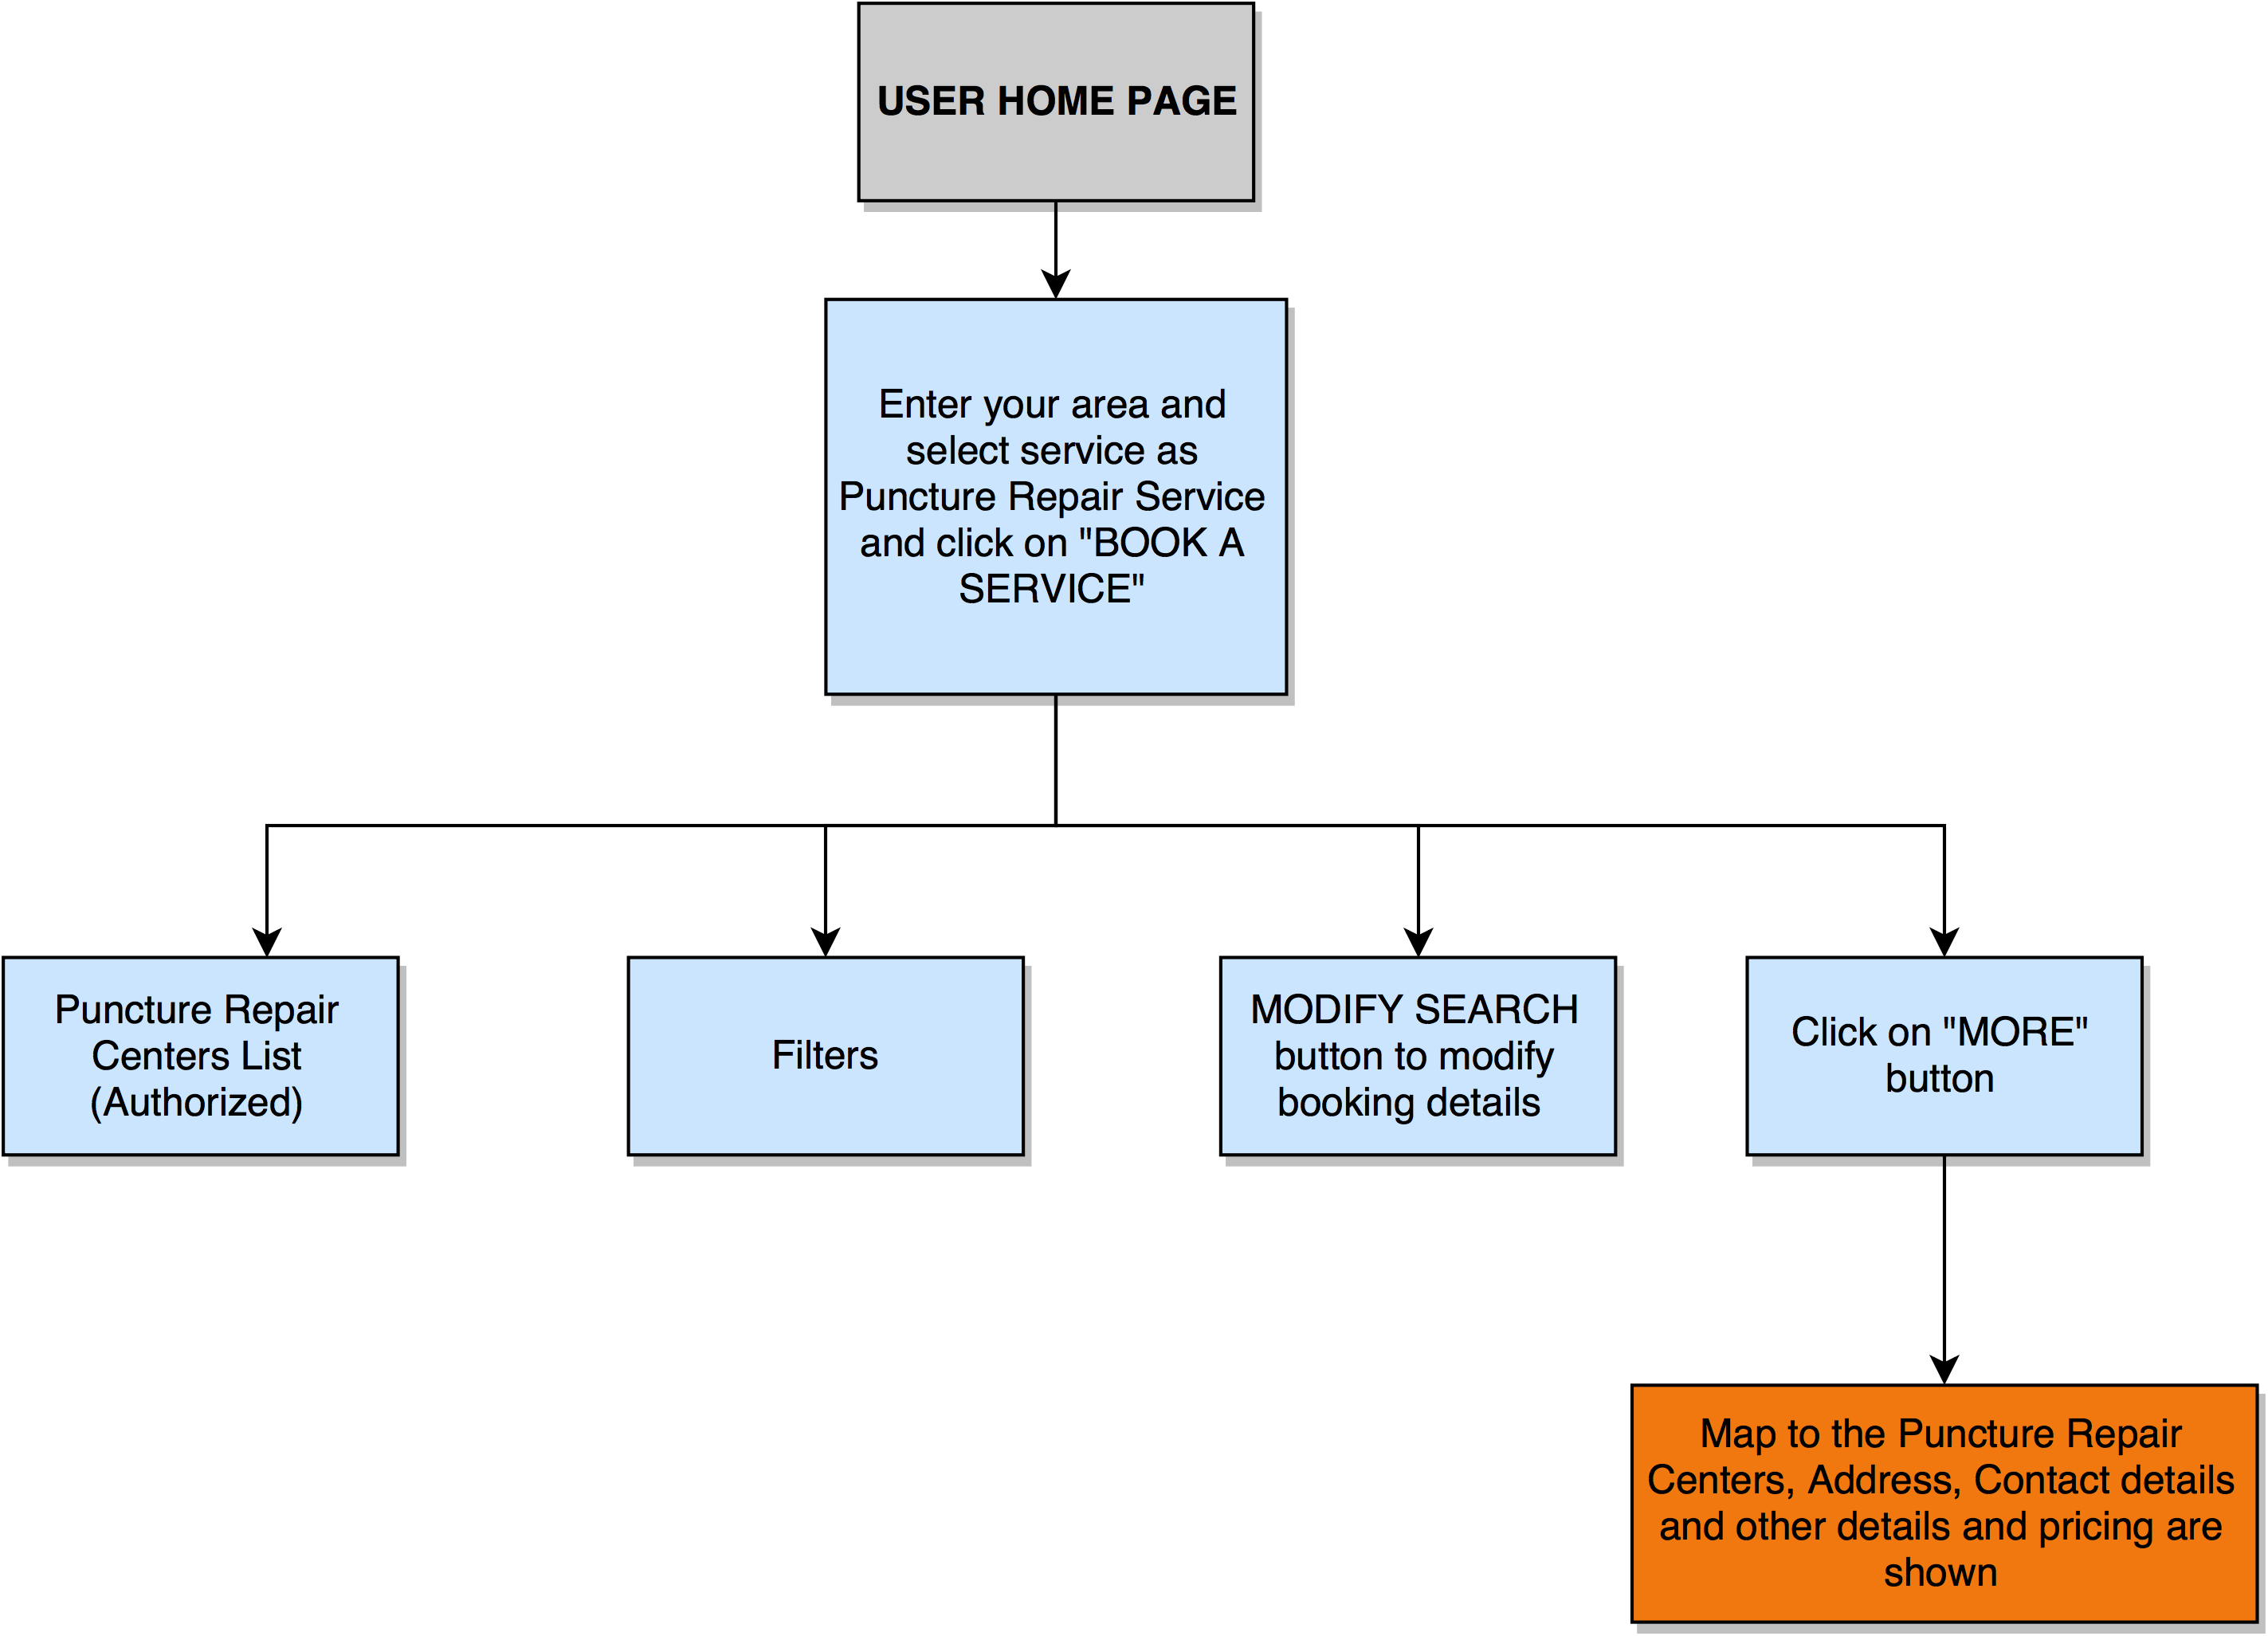 USER HOME PAGE
Enter your area and
select service as
Puncture Repair Service
and click on "BOOK A
SERVICE"
Puncture Repair
Centers List
(Authorized)
Filters
MODIFY SEARCH
button to modify
booking details
Click on "MORE"
button
Map to the Puncture Repair
Centers, Address, Contact details
and other details and pricing are
shown